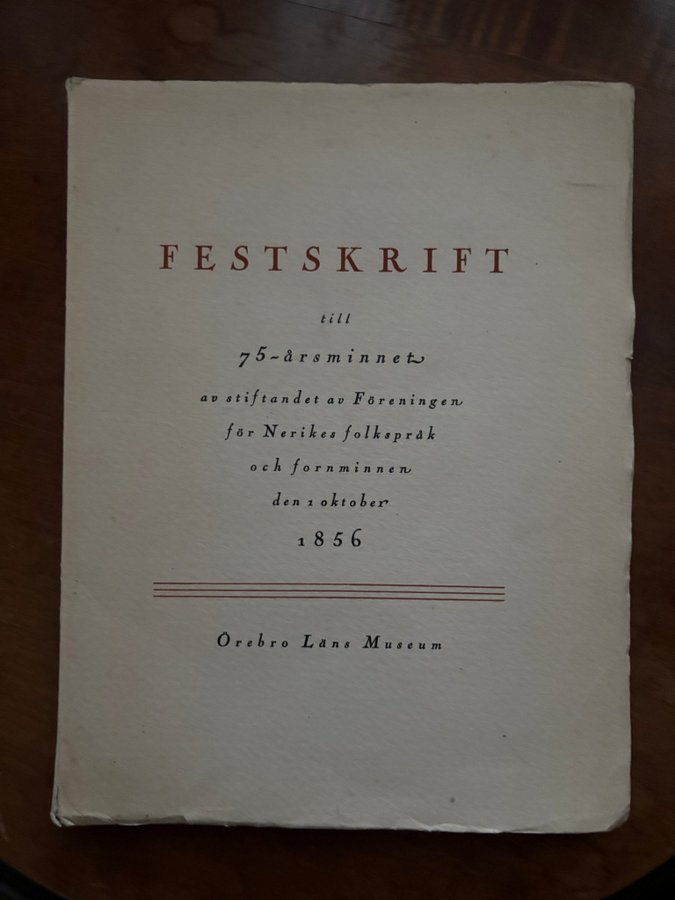 FESTSKRIFT
till
75-årsminnet
av stiftandet av Föreningen
för Nerikes folkspråk
och fornminnen
den 1 oktober
1856
Örebro Läns Museum